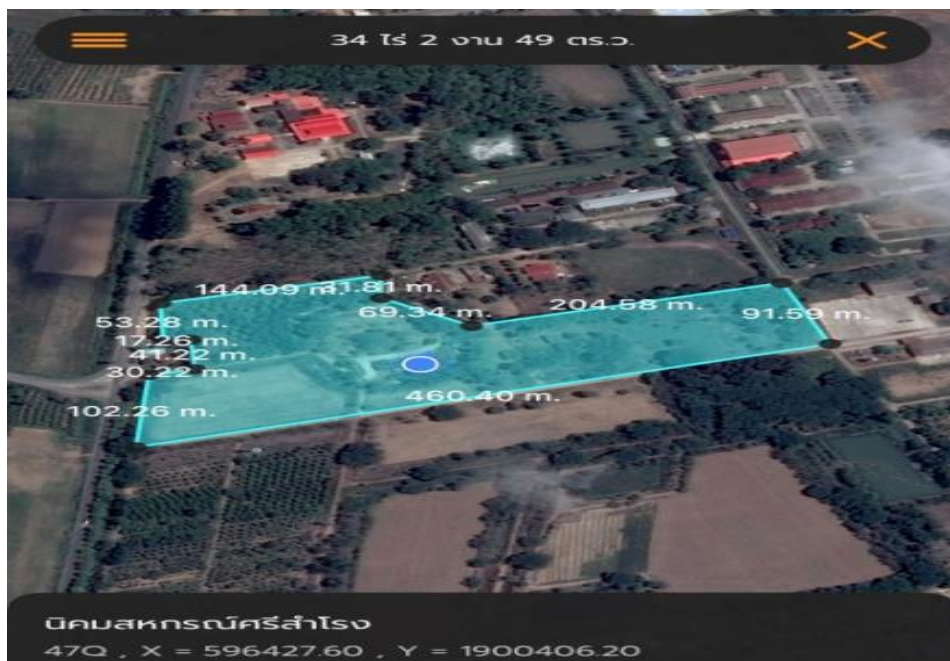 34 ไร่ 2 งาน 49 ตร.ว.
144.09 m.
31.81 m.
69.34 m.
204.58 m.
91.59 m.
53.28 m.
17.26 m.
41.22 m.
30.22 m.
460.40 m.
102.26 m.
นิคมสหกรณ์ศรีสำโรง
47Q , X = 596427.60 , Y = 1900406.20